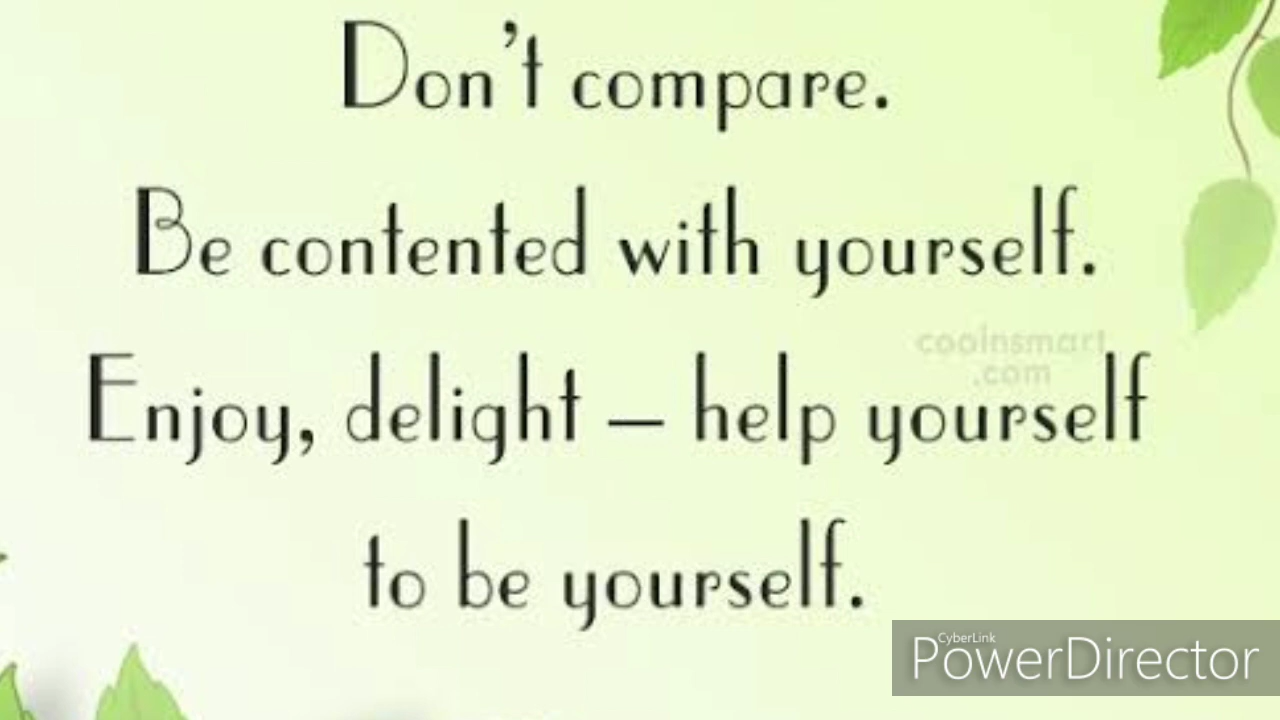 Don't compare.
Be contented with yourself.
coolnsmart
.com
Enjoy, delight – help yourself
to be yourself.
CyberLink
PowerDirector